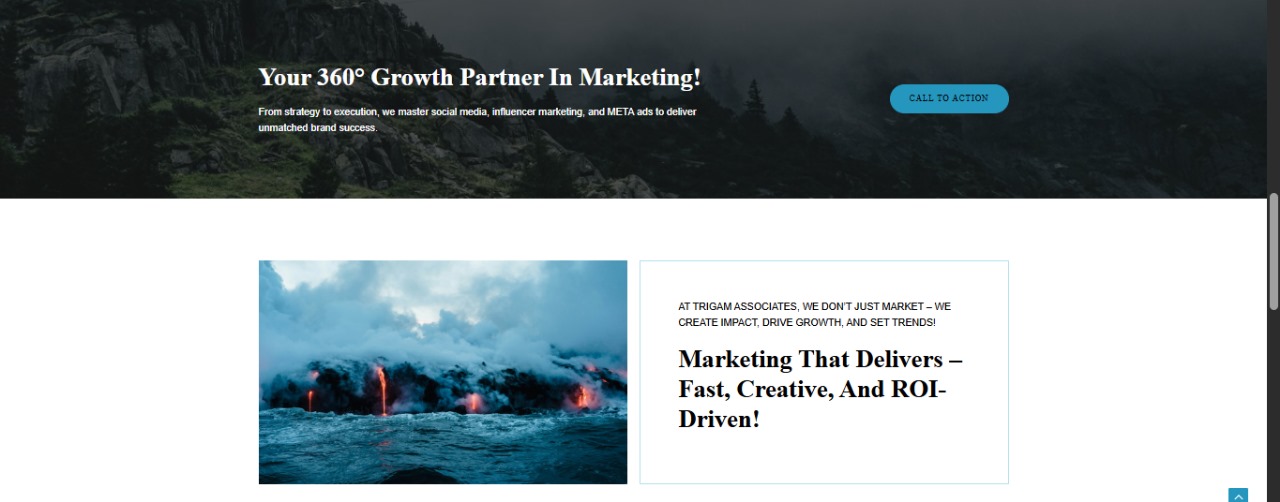 Your 360° Growth Partner In Marketing!
From strategy to execution, we master social media, influencer marketing, and META ads to deliver
unmatched brand success.
CALL TO ACTION
AT TRIGAM ASSOCIATES, WE DON'T JUST MARKET – WE
CREATE IMPACT, DRIVE GROWTH, AND SET TRENDS!
Marketing That Delivers –
Fast, Creative, And ROI-
Driven!